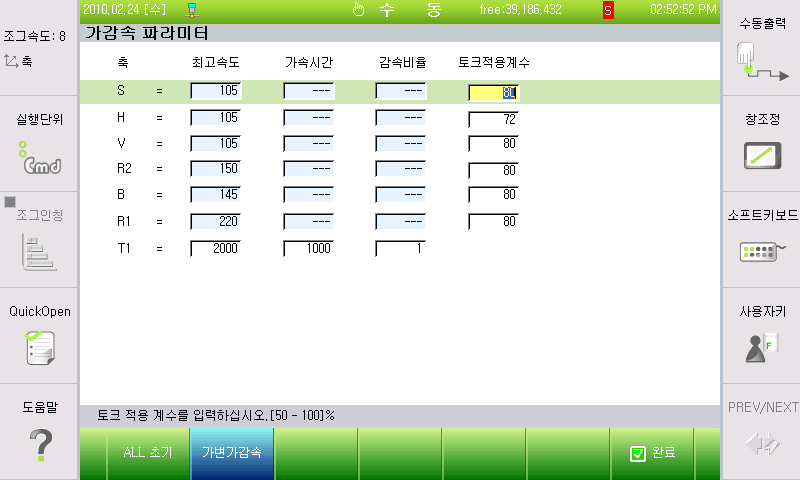 2010.02.24 [수] 수 동 free:39,186,432 S 02:52:52 PM
조그속도: 8
축
실행단위
Cmd
조그인칭
QuickOpen
도움말
가감속 파라미터
축 최고속도 가속시간 감속비율 토크적용계수
S = 105 --- --- 80
H = 105 --- --- 72
V = 105 --- --- 80
R2 = 150 --- --- 80
B = 145 --- --- 80
R1 = 220 --- --- 80
T1 = 2000 1000 1
토크 적용 계수를 입력하십시오.[50 - 100]%
ALL 초기 가변가감속 완료
수동출력
창조정
소프트키보드
사용자키
F
PREV/NEXT